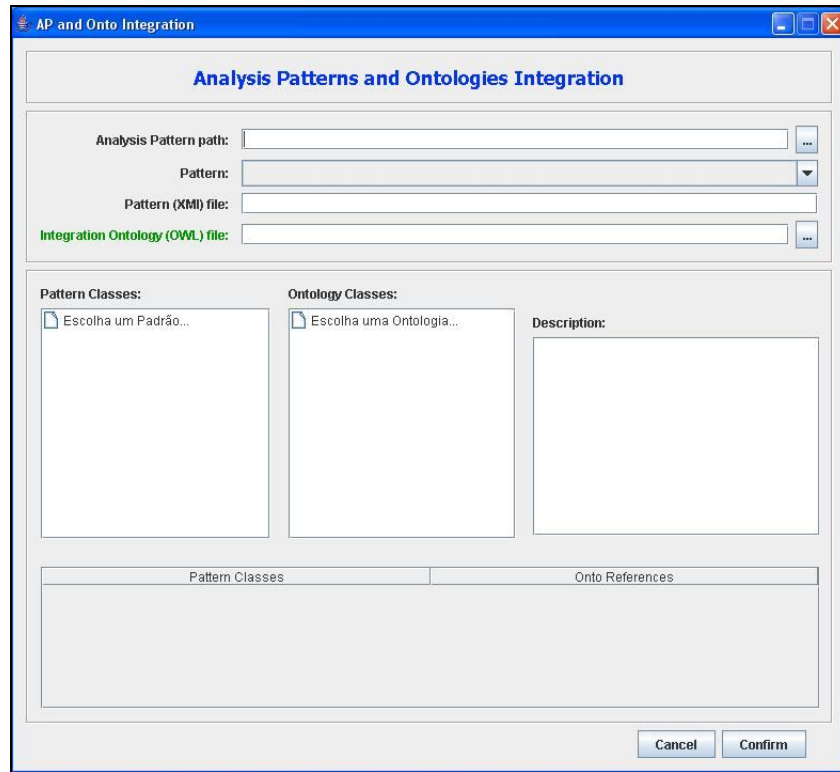 AP and Onto Integration
Analysis Patterns and Ontologies Integration
Analysis Pattern path:
...
Pattern:
Pattern (XMI) file:
Integration Ontology (OWL) file:
...
Pattern Classes:
Ontology Classes:
Escolha um Padrão...
Escolha uma Ontologia...
Description:
Pattern Classes
Onto References
Cancel
Confirm